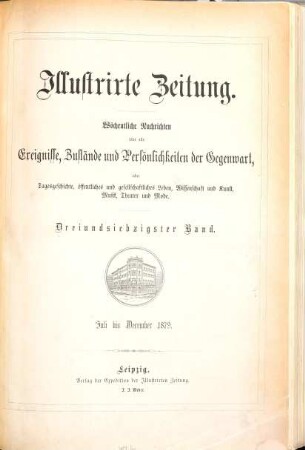 Illustrirte Zeitung.
Wöchentliche Nachrichten
über alle
Ereignisse, Zustände und Persönlichkeiten der Gegenwart,
über
Tagesgeschichte, öffentliches und gesellschaftliches Leben, Wissenschaft und Kunst,
Musik, Theater und Mode.
Dreiundsiebzigster Band.
Juli bis December 1879.
Leipzig,
Verlag der Expedition der Illustrirten Zeitung.
J. J. Weber.